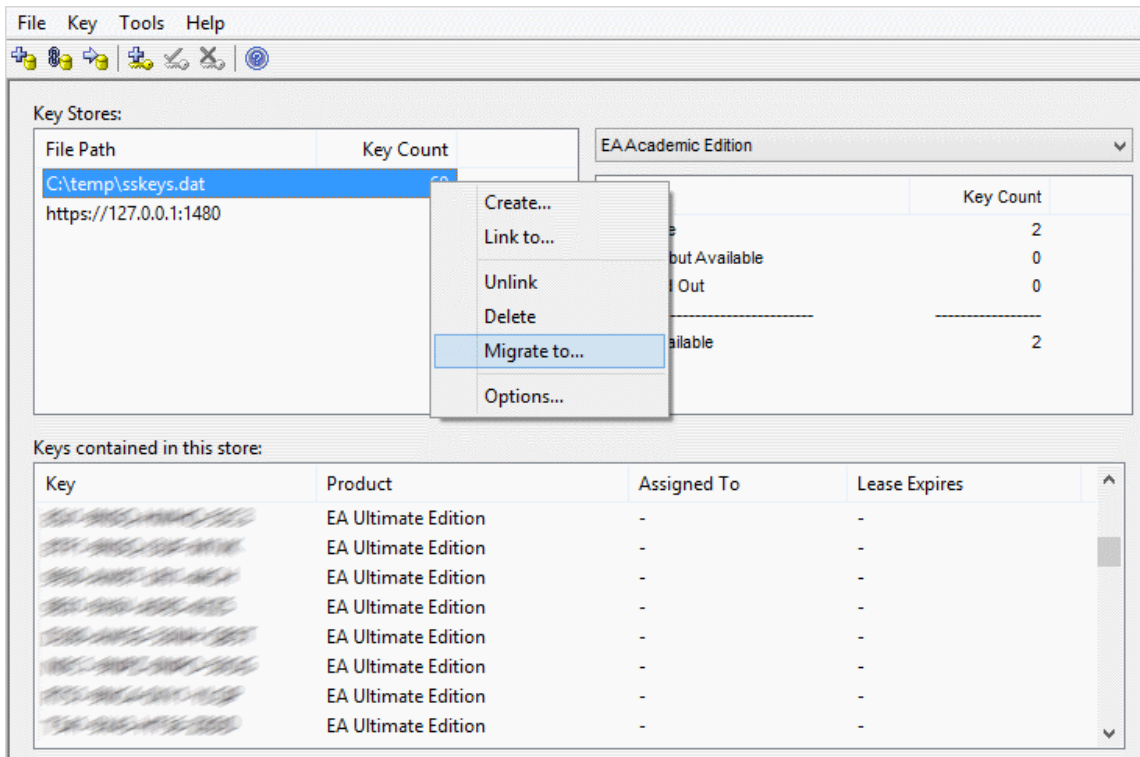 File Key Tools Help
Key Stores:
File Path Key Count
C:\temp\sskeys.dat
https://127.0.0.1:1480
EA Academic Edition
Key Count
2
but Available 0
Out 0
2
Create...
Link to...
Unlink
Delete
Migrate to...
Options...
Keys contained in this store:
Key Product Assigned To Lease Expires
EA Ultimate Edition - -
EA Ultimate Edition - -
EA Ultimate Edition - -
EA Ultimate Edition - -
EA Ultimate Edition - -
EA Ultimate Edition - -
EA Ultimate Edition - -
EA Ultimate Edition - -